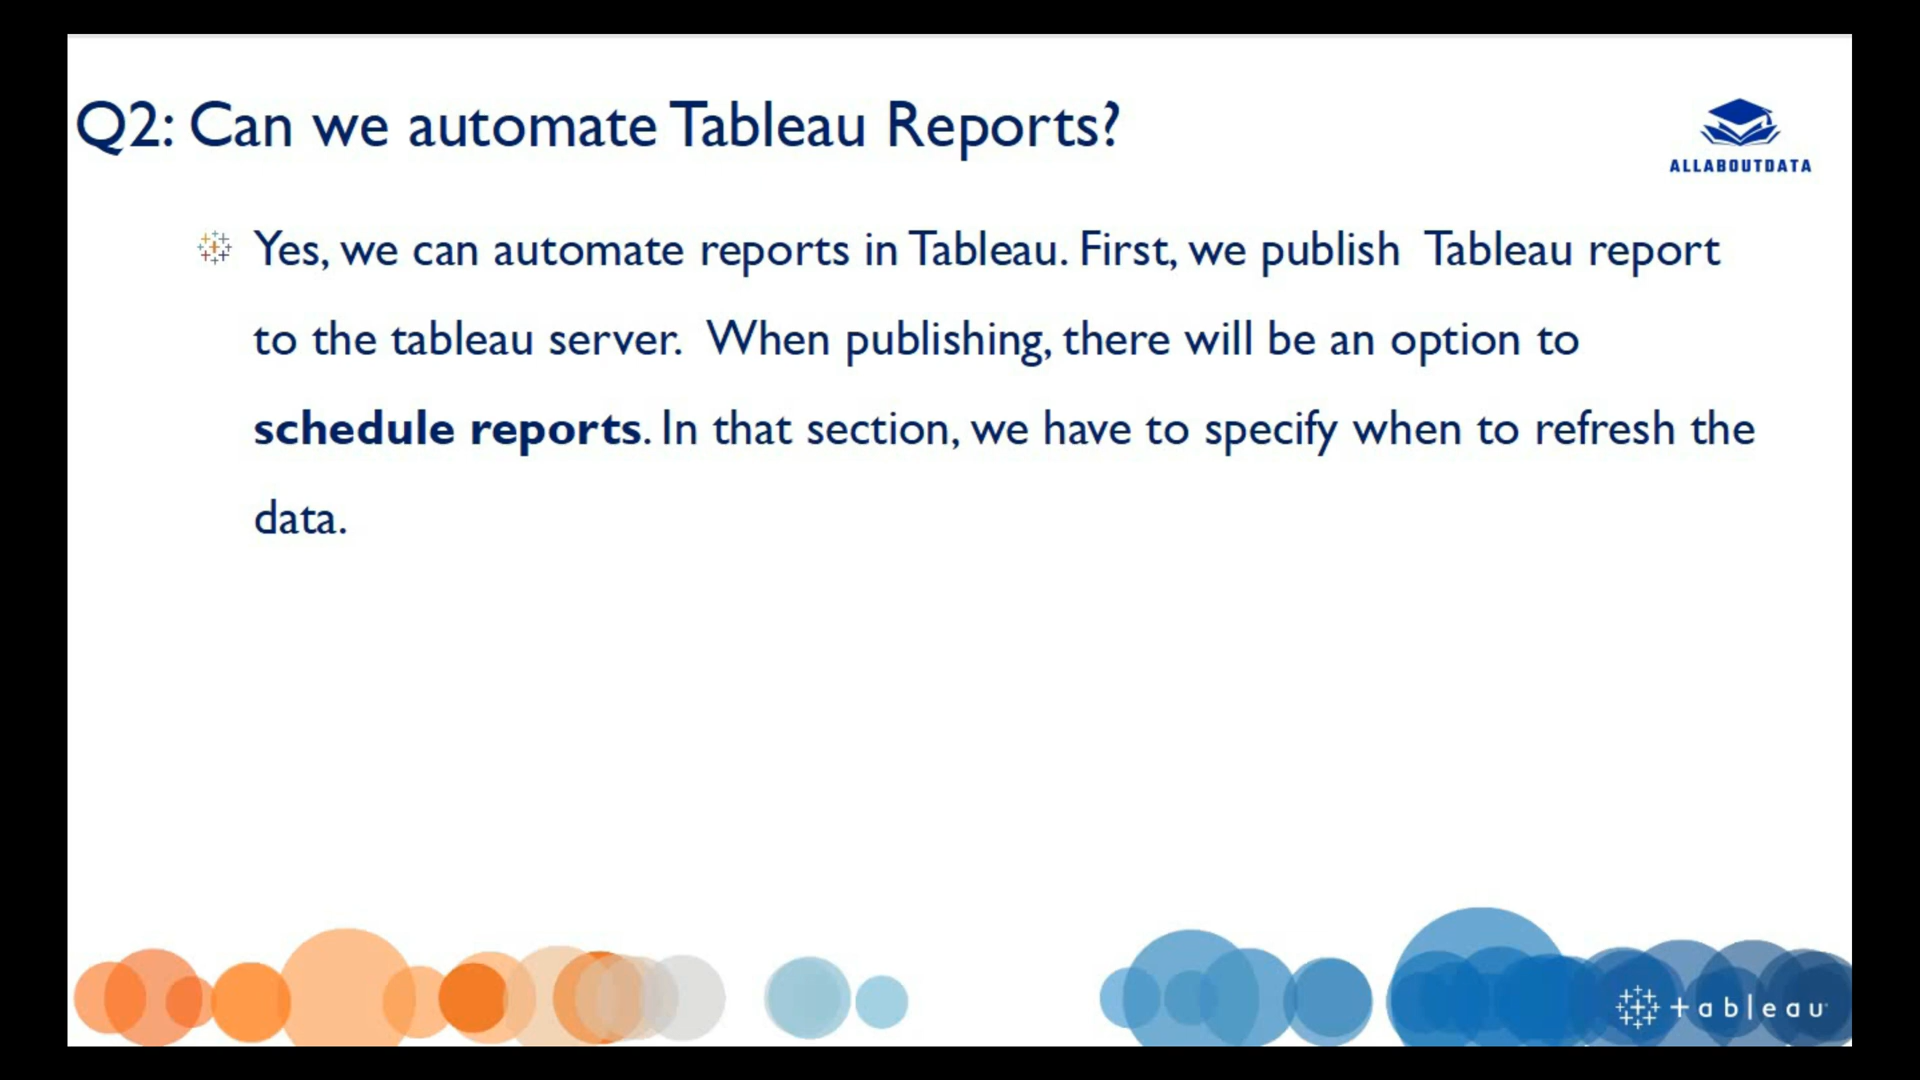 Q2: Can we automate Tableau Reports?
ALLABOUTDATA
Yes, we can automate reports in Tableau. First, we publish  Tableau report
to the tableau server.  When publishing, there will be an option to
schedule reports. In that section, we have to specify when to refresh the
data.
+ableau